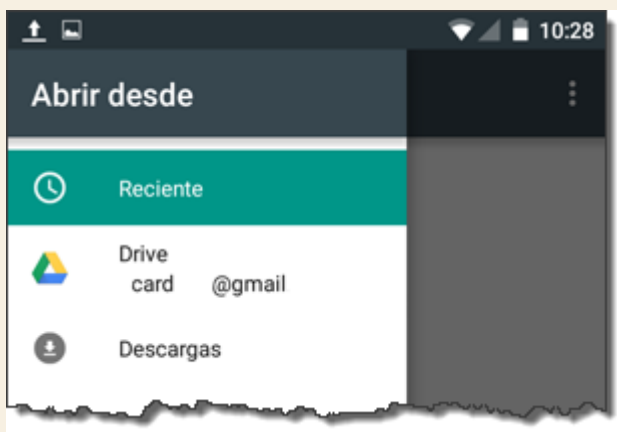 10:28
Abrir desde
Reciente
Drive
card @gmail
Descargas